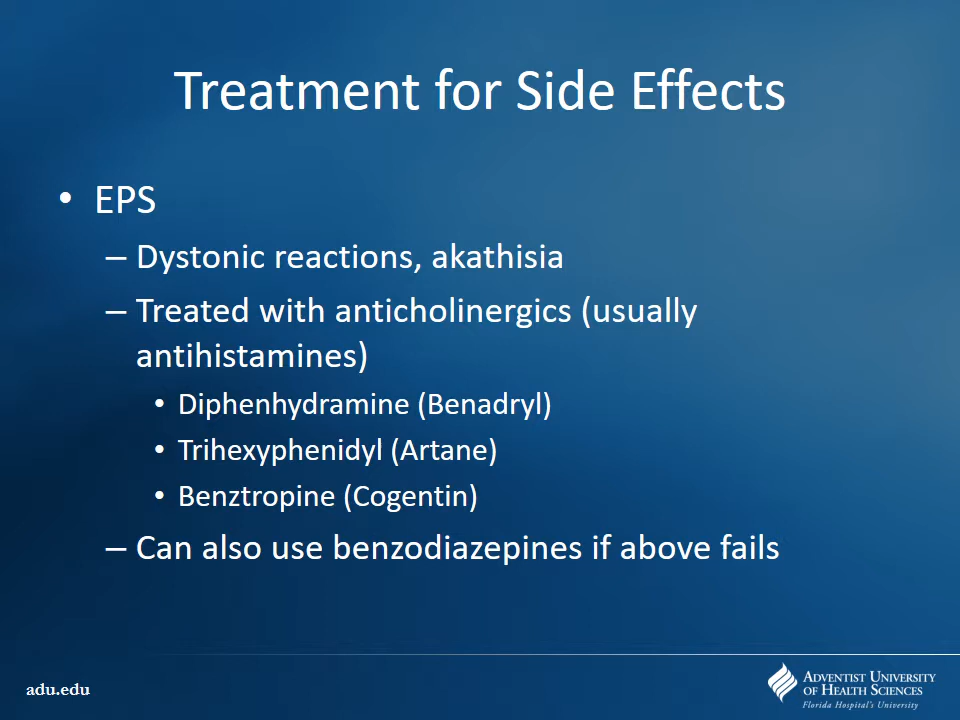 Treatment for Side Effects
• EPS
– Dystonic reactions, akathisia
– Treated with anticholinergics (usually
antihistamines)
• Diphenhydramine (Benadryl)
• Trihexyphenidyl (Artane)
• Benztropine (Cogentin)
– Can also use benzodiazepines if above fails
adu.edu
ADVENTIST UNIVERSITY
OF HEALTH SCIENCES
Florida Hospital's University